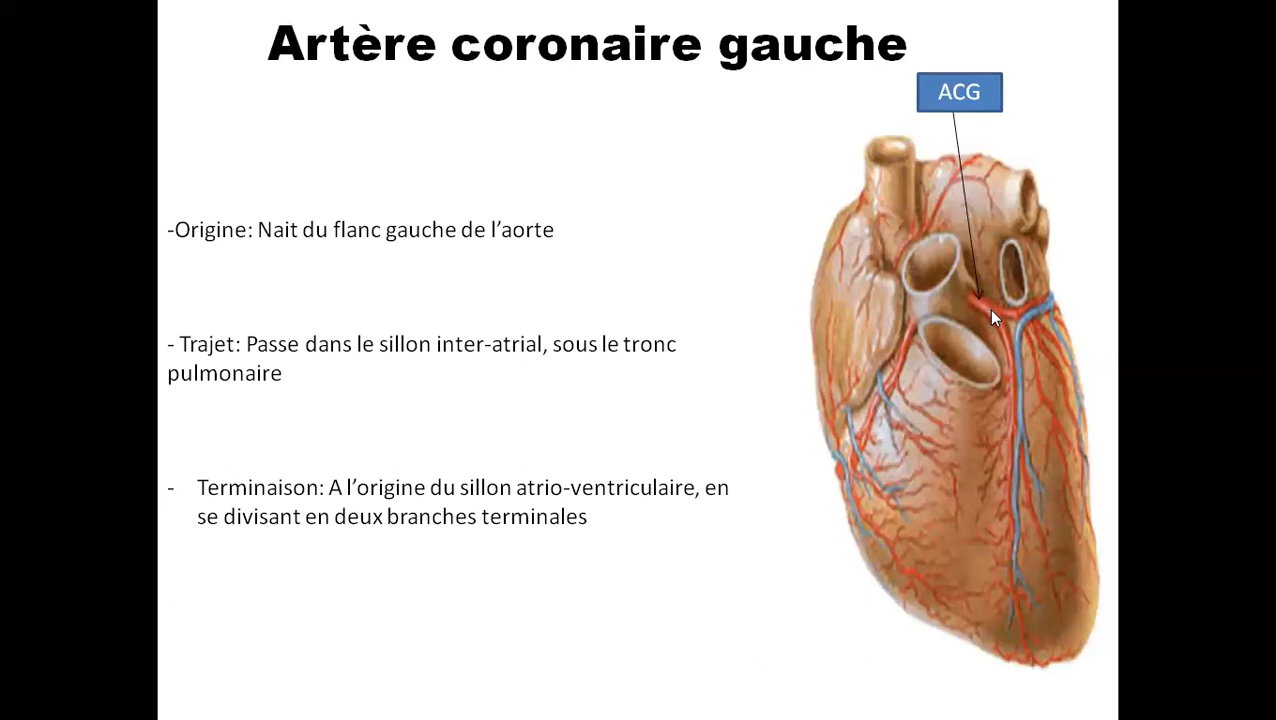 Artère coronaire gauche
ACG
-Origine: Nait du flanc gauche de l’aorte
- Trajet: Passe dans le sillon inter-atrial, sous le tronc
pulmonaire
- Terminaison: A l’origine du sillon atrio-ventriculaire, en
se divisant en deux branches terminales